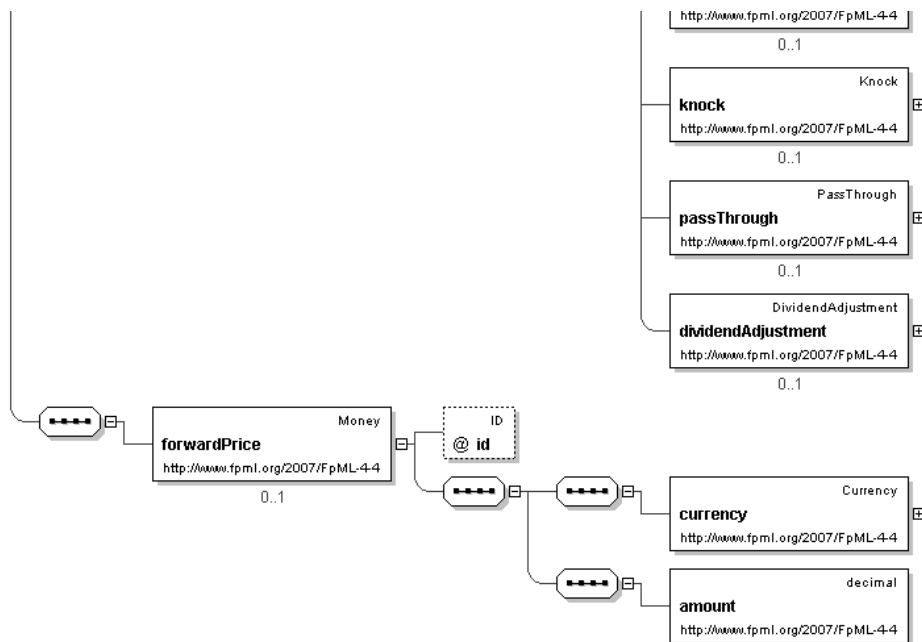 http://www.fpml.org/2007/FpML-4-4
0..1
Knock
knock
http://www.fpml.org/2007/FpML-4-4
0..1
PassThrough
passThrough
http://www.fpml.org/2007/FpML-4-4
0..1
DividendAdjustment
dividendAdjustment
http://www.fpml.org/2007/FpML-4-4
0..1
Money
forwardPrice
http://www.fpml.org/2007/FpML-4-4
0..1
ID
@ id
Currency
currency
http://www.fpml.org/2007/FpML-4-4
decimal
amount
http://www.fpml.org/2007/FpML-4-4